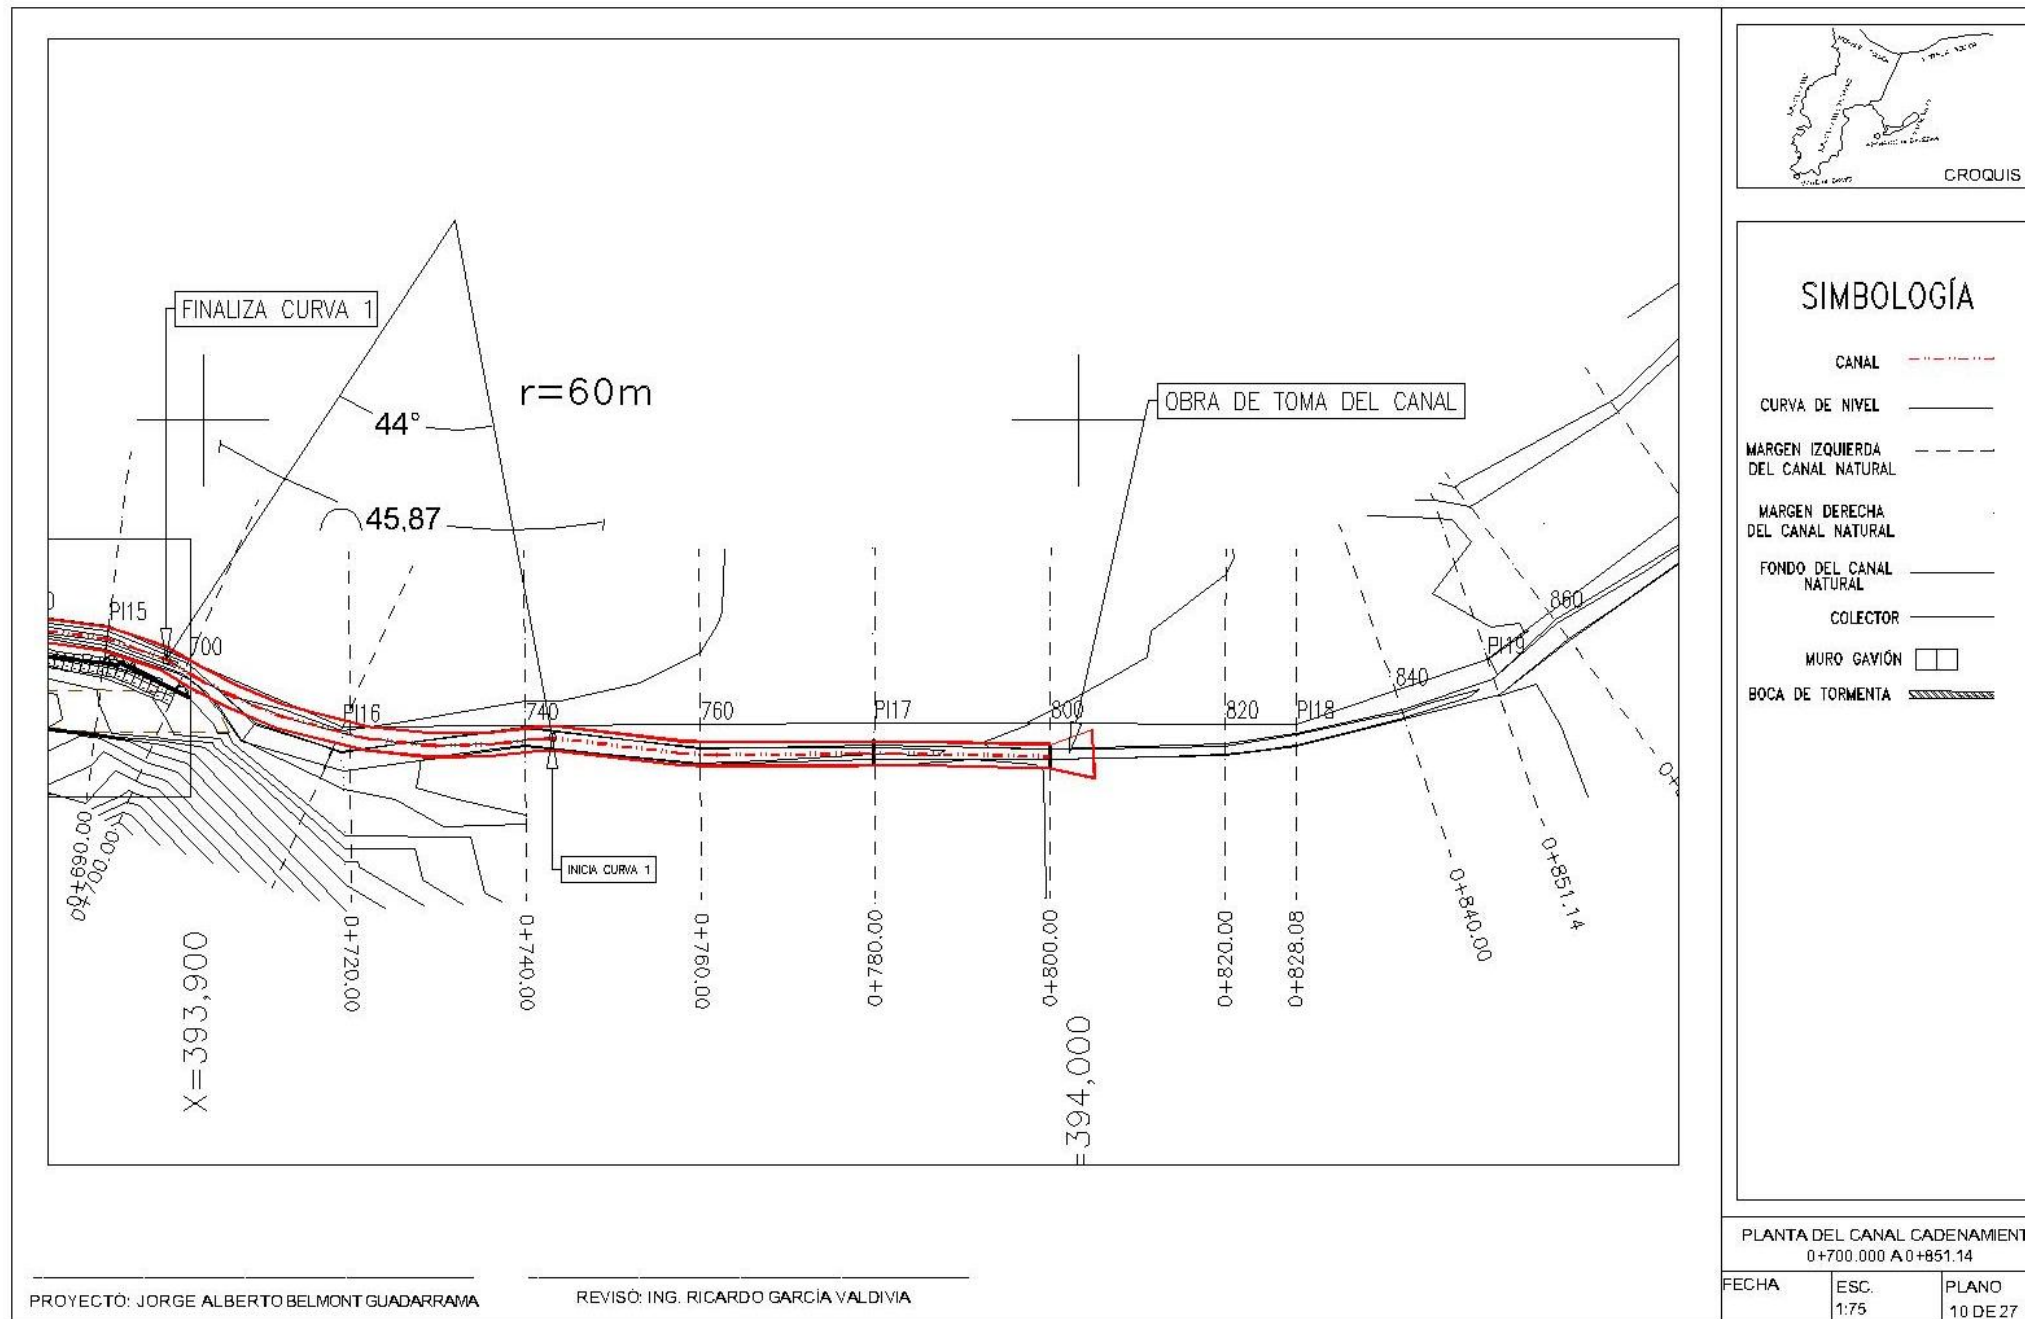 FINALIZA CURVA 1
r=60m
44°
45,87
OBRA DE TOMA DEL CANAL
PI15
700
PI16
740
760
PI17
800
820
PI18
840
PI19
860
INICIA CURVA 1
0+690.00
0+700.00
0+720.00
0+740.00
0+760.00
0+780.00
0+800.00
0+820.00
0+828.08
0+840.00
0+851.14
X=393,900
=394,000
CROQUIS
SIMBOLOGÍA
CANAL
CURVA DE NIVEL
MARGEN IZQUIERDA
DEL CANAL NATURAL
MARGEN DERECHA
DEL CANAL NATURAL
FONDO DEL CANAL
NATURAL
COLECTOR
MURO GAVIÓN
BOCA DE TORMENTA
PLANTA DEL CANAL CADENAMIENT
0+700.000 A 0+851.14
FECHA
ESC.
1:75
PLANO
10 DE 27
PROYECTÓ: JORGE ALBERTO BELMONT GUADARRAMA
REVISÓ: ING. RICARDO GARCÍA VALDIVIA